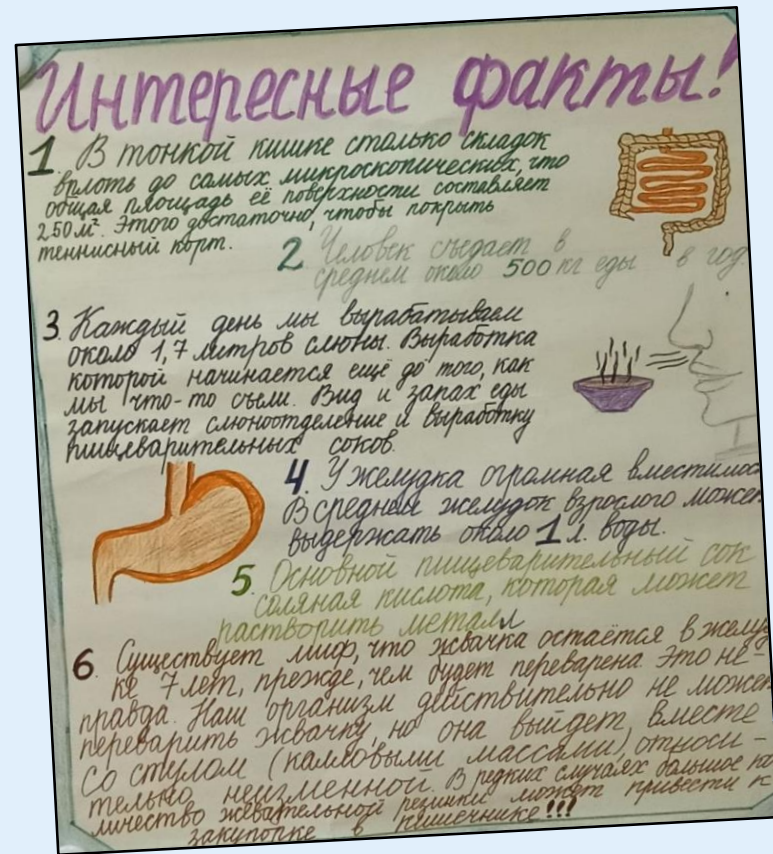 Интересные факты!
1. В тонкой кишке столько складок
вплоть до самых микроскопических, что
общая площадь её поверхности составляет
250 м². Этого достаточно, чтобы покрыть
теннисный корт.
2 Человек съедает в
среднем около 500 кг еды в год
3. Каждый день мы вырабатываем
около 1,7 литров слюны. Выработка
которой начинается ещё до того, как
мы что-то съели. Вид и запах еды
запускает слюноотделение и выработку
пищеварительных соков.
4. У желудка огромная вместимос
В среднем желудок взрослого может
выдержать около 1 л. воды.
5. Основной пищеварительный сок
соляная кислота, которая может
растворить металл
6. Существует миф, что жвачка остаётся в желуд
ке 7 лет, прежде, чем будет переварена Это не-
правда. Наш организм действительно не может
переварить жвачку, но она выйдет вместе
со стулом (калловыми массами), относи-
тельно неизменной. В редких случаях большое ко
личество жевательной резинки может привести к
закупорке в кишечнике!!!